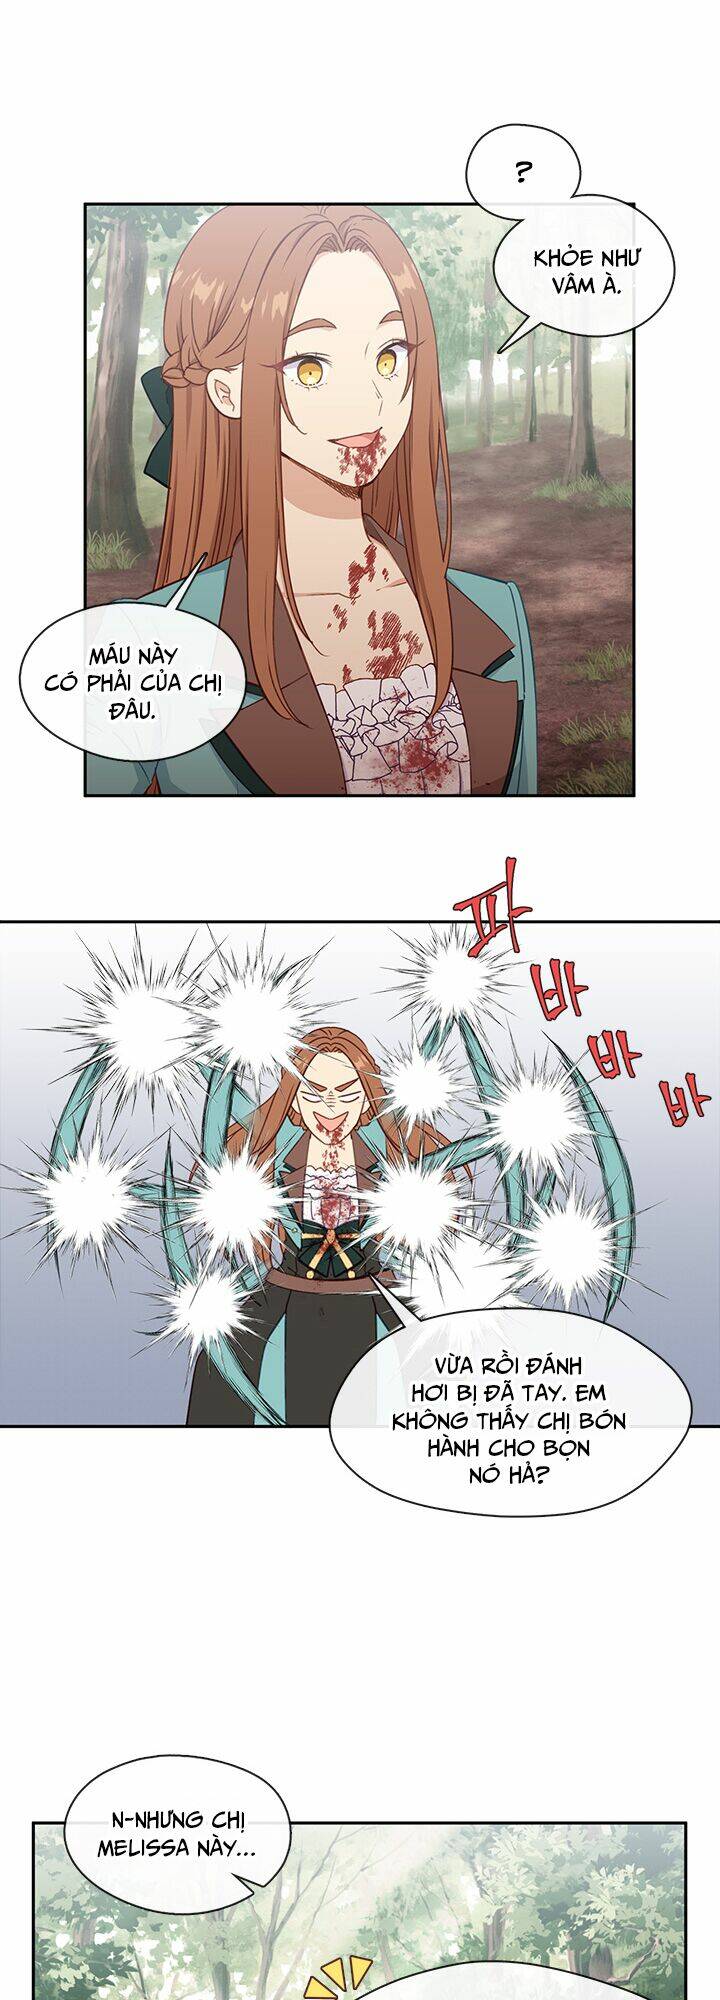 ?
KHỎE NHƯ
VÂM À.
MÁU NÀY
CÓ PHẢI CỦA CHỊ
ĐÂU.
파
바
바
바
VỪA RỒI ĐÁNH
HƠI BỊ ĐÃ TAY. EM
KHÔNG THẤY CHỊ BÓN
HÀNH CHO BỌN
NÓ HẢ?
N-NHƯNG CHỊ
MELISSA NÀY...